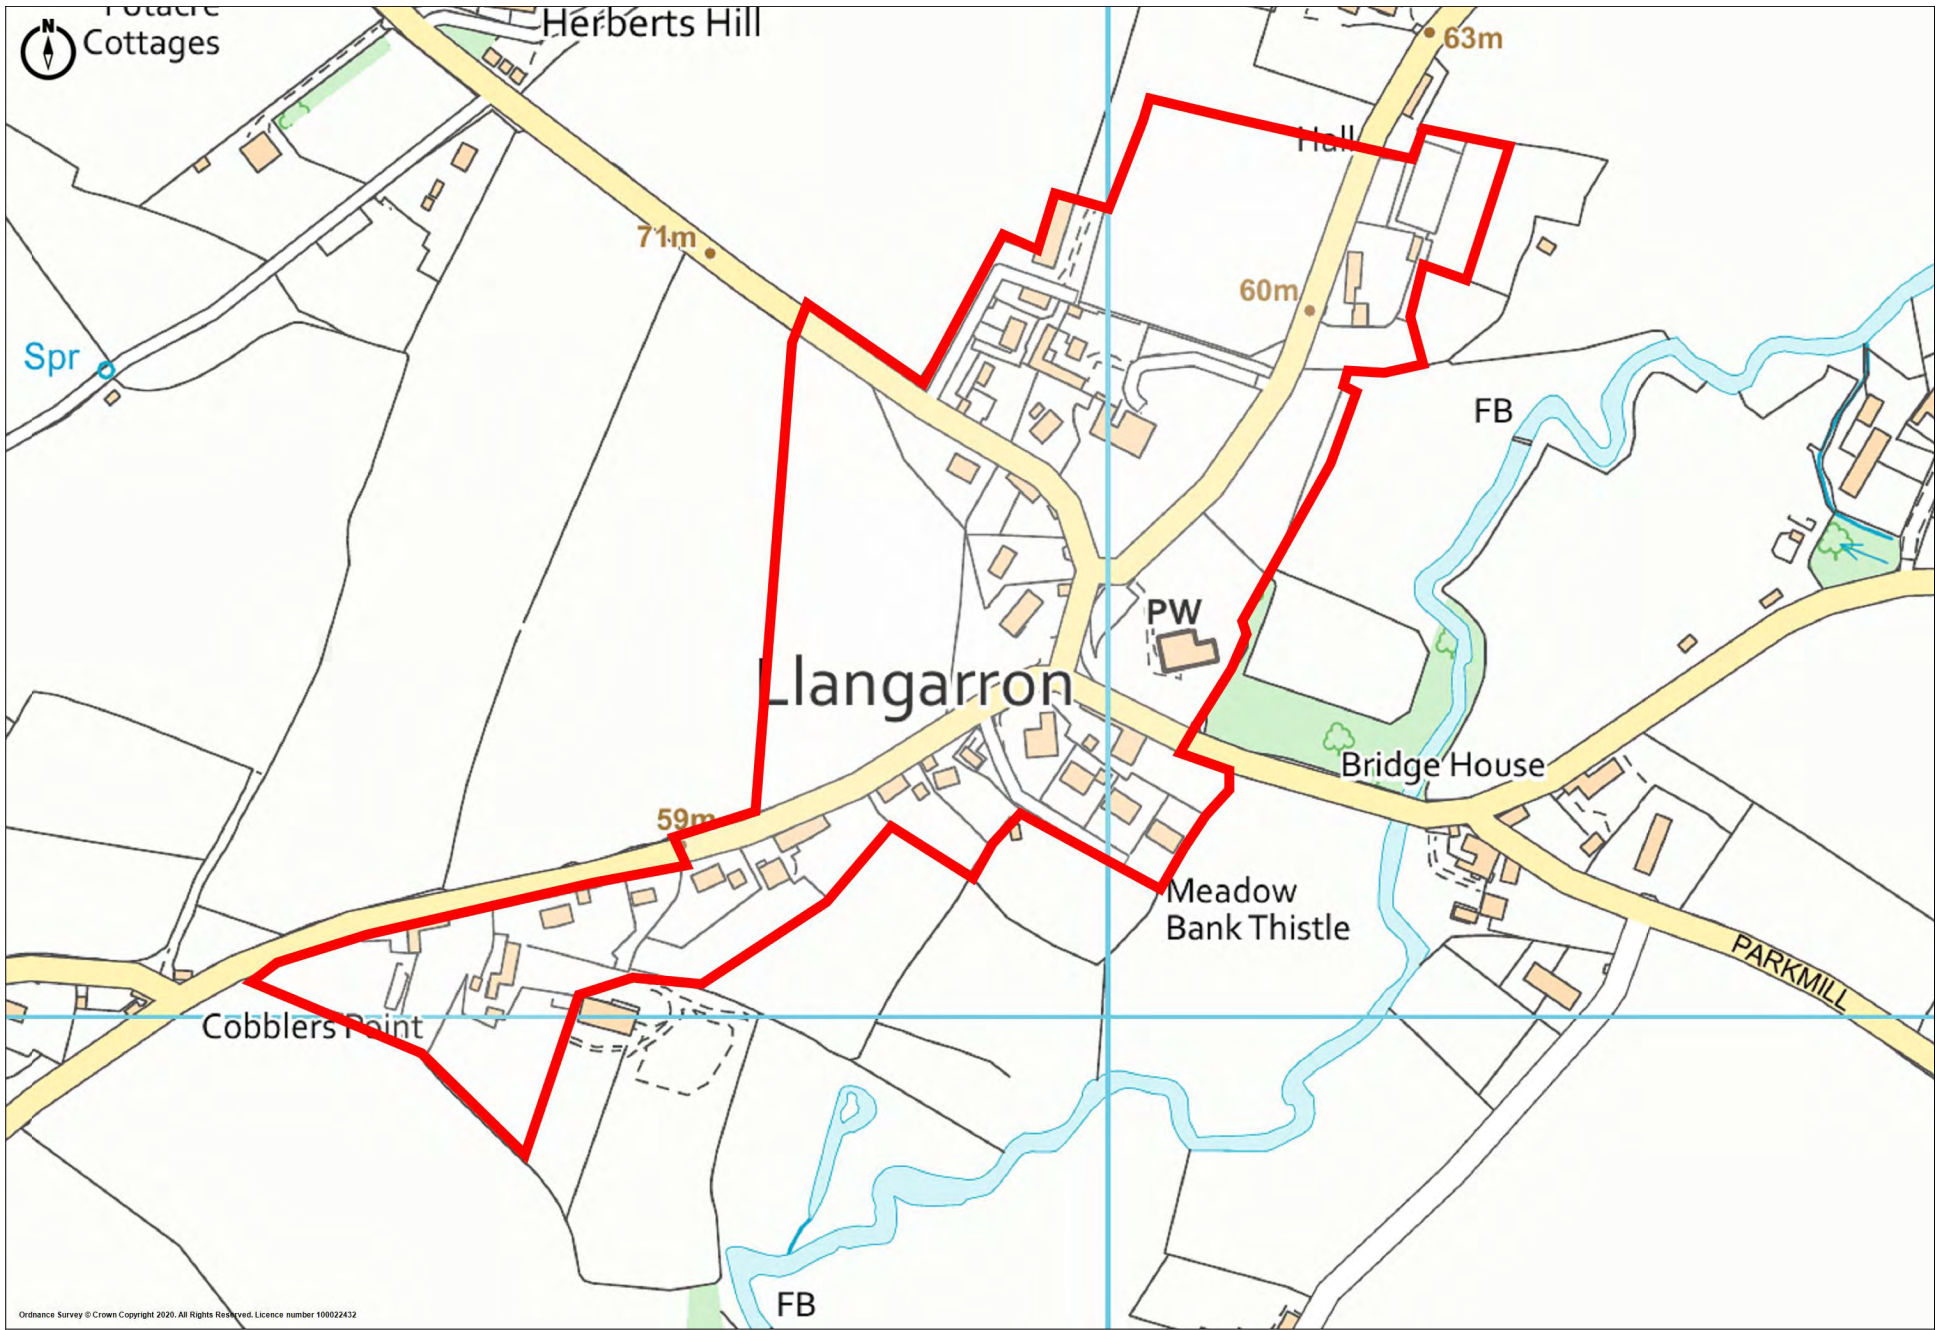 N
Cottages
Herberts Hill
63m
Hall
71m
60m
Spr
FB
PW
Llangarron
Bridge House
59m
Meadow
Bank Thistle
PARKMILL
Cobblers Point
FB
Ordnance Survey © Crown Copyright 2020. All Rights Reserved. Licence number 100022432